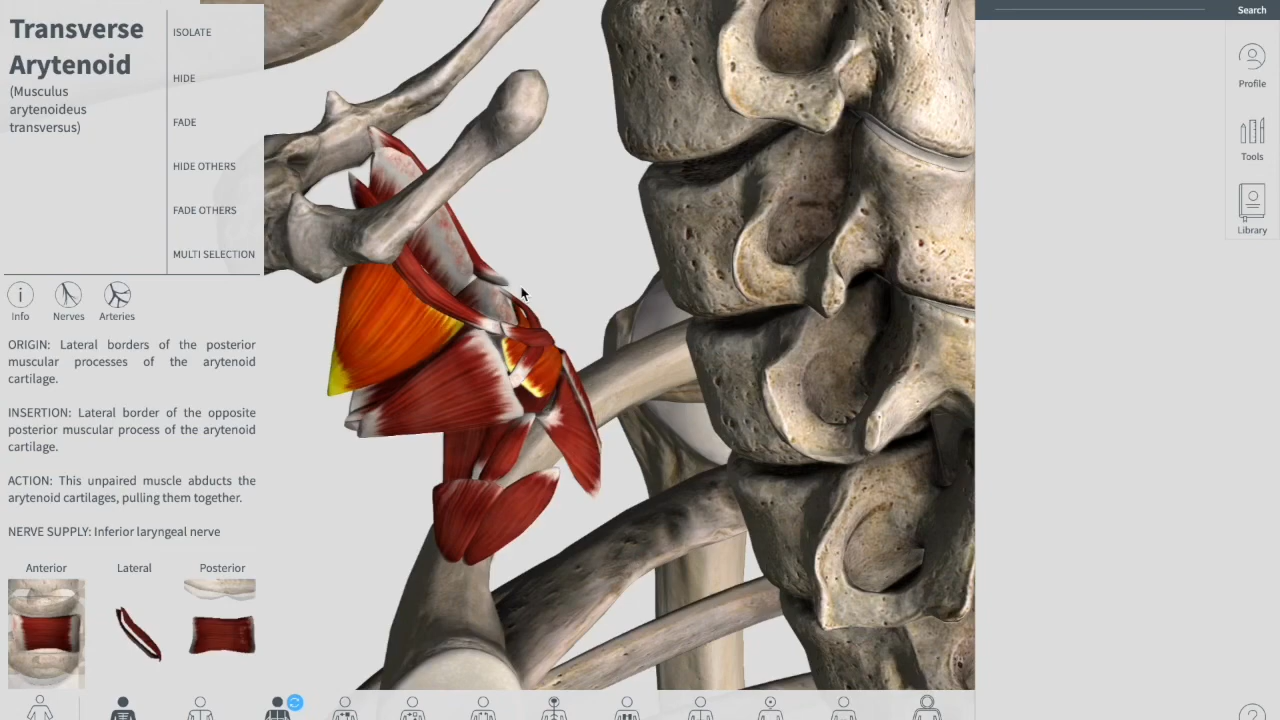 Transverse
Arytenoid
(Musculus
arytenoideus
transversus)
ISOLATE
HIDE
FADE
HIDE OTHERS
FADE OTHERS
MULTI SELECTION
Info
Nerves
Arteries
ORIGIN: Lateral borders of the posterior
muscular processes of the arytenoid
cartilage.
INSERTION: Lateral border of the opposite
posterior muscular process of the arytenoid
cartilage.
ACTION: This unpaired muscle abducts the
arytenoid cartilages, pulling them together.
NERVE SUPPLY: Inferior laryngeal nerve
Anterior
Lateral
Posterior
Search
Profile
Tools
Library